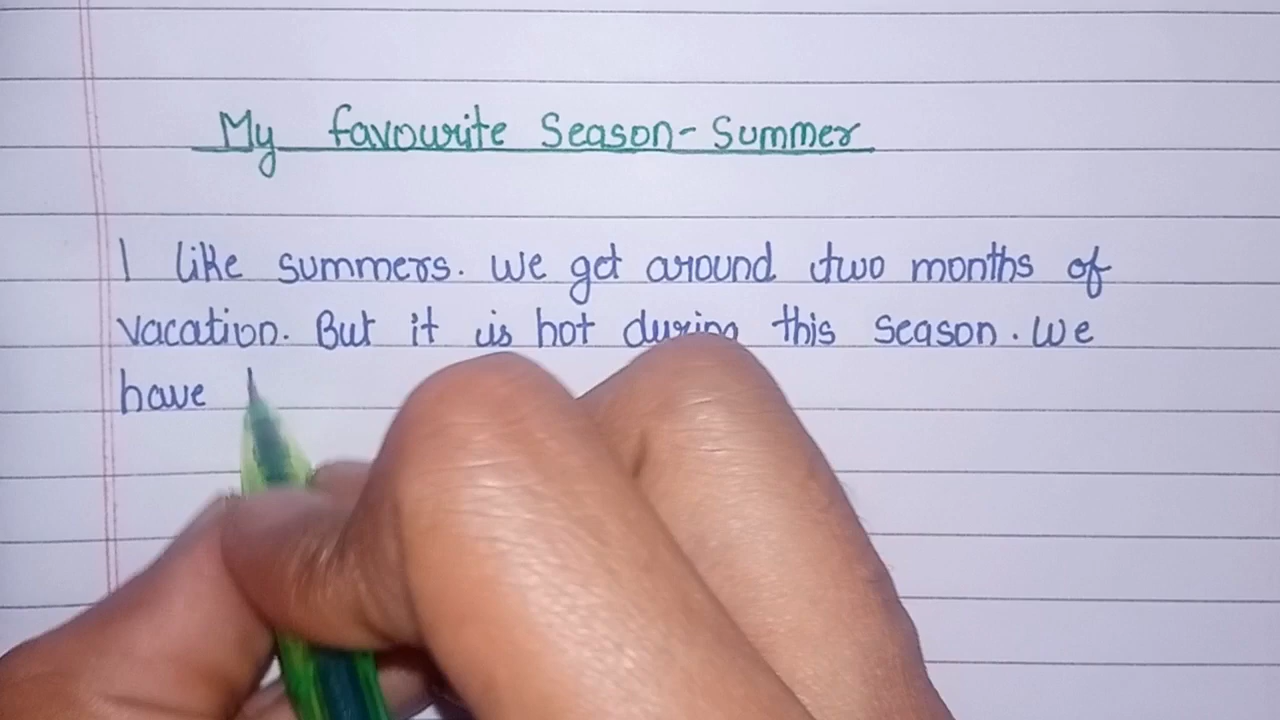 My favourite Season- Summer
I like summers. We get around two months of
vacation. But it is hot during this season. We
have